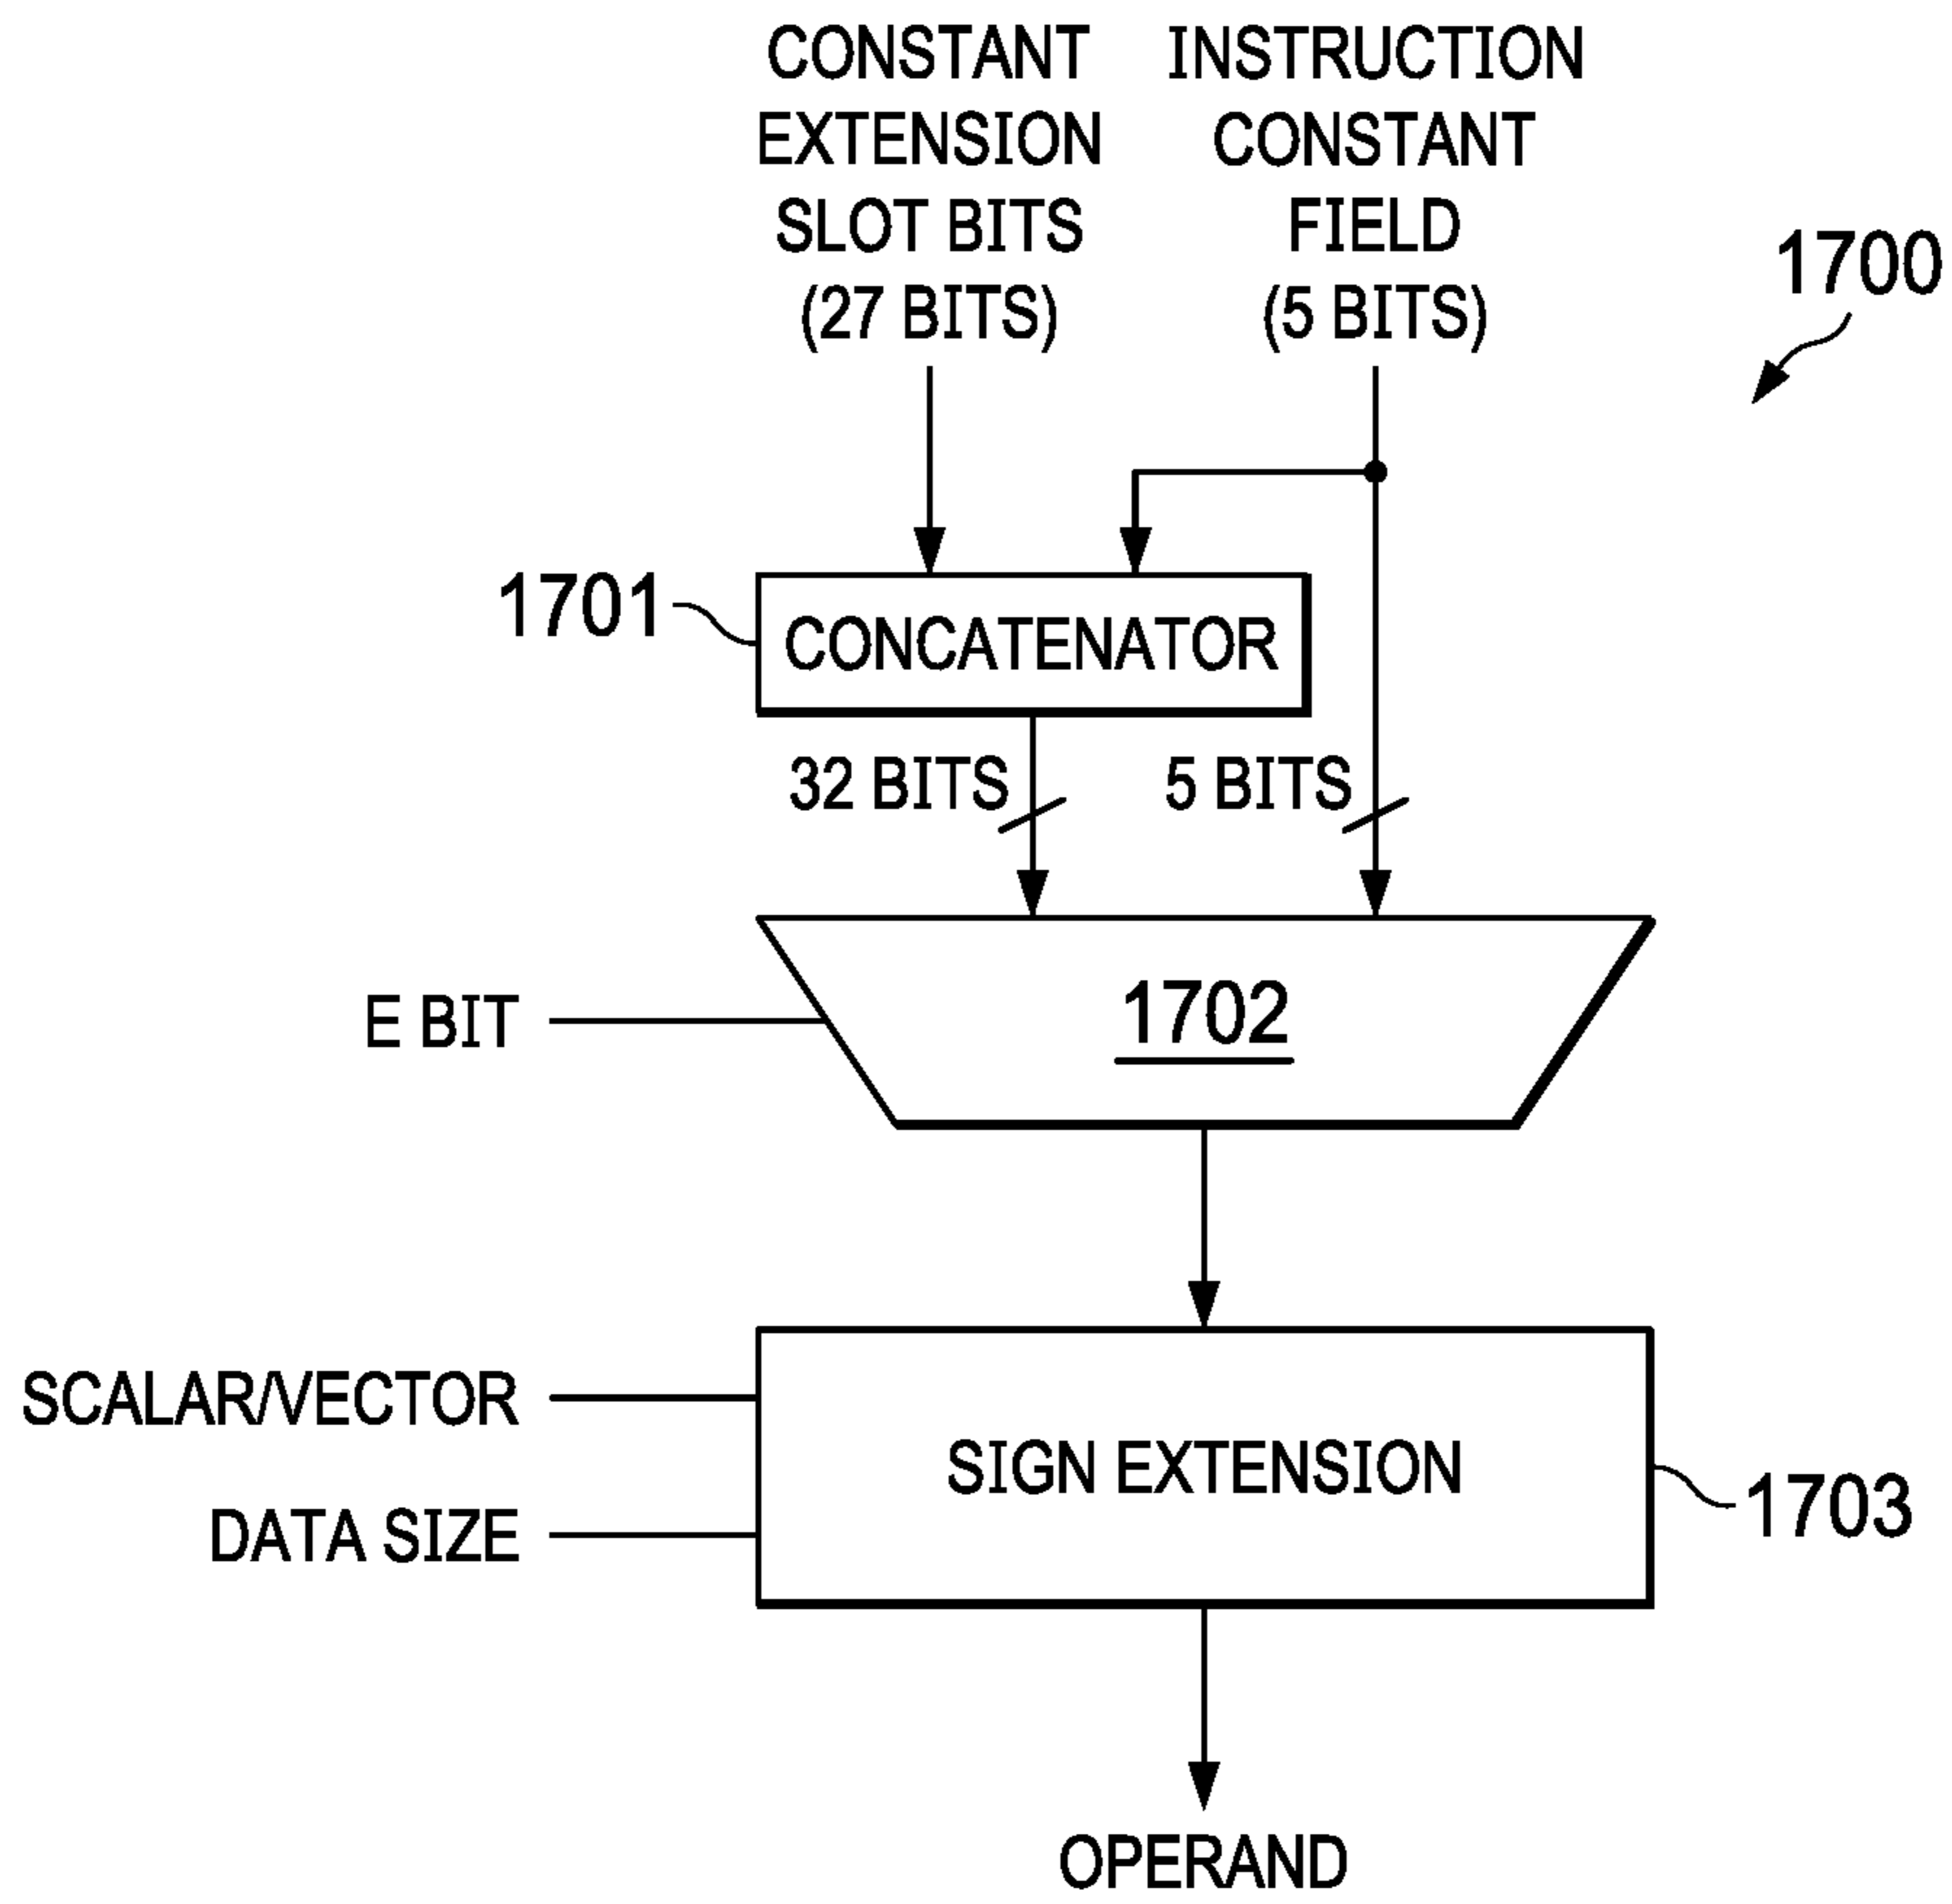 CONSTANT
EXTENSION
SLOT BITS
(27 BITS)
INSTRUCTION
CONSTANT
FIELD
(5 BITS)
1700
1701
CONCATENATOR
32 BITS
5 BITS
E BIT
1702
SCALAR/VECTOR
DATA SIZE
SIGN EXTENSION
1703
OPERAND